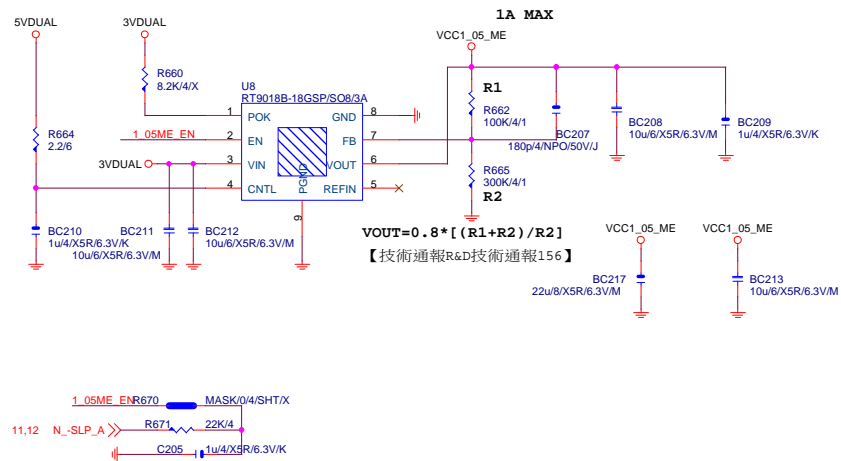 1A MAX
5VDUAL
3VDUAL
VCC1_05_ME
R660
8.2K/4/X
U8
RT9018B-18GSP/SO8/3A
R1
R662
100K/4/1
1 POK
GND 8
1_05ME_EN
2 EN
FB 7
3VDUAL
3 VIN
VOUT 6
4 CNTL
REFIN 5
PGND
9
R664
2.2/6
BC207
180p/4/NPO/50V/J
BC208
10u/6/X5R/6.3V/M
BC209
1u/4/X5R/6.3V/K
R665
300K/4/1
R2
BC210
1u/4/X5R/6.3V/K
BC211
10u/6/X5R/6.3V/M
BC212
10u/6/X5R/6.3V/M
VOUT=0.8*[(R1+R2)/R2]
【技術通報R&D技術通報156】
VCC1_05_ME
VCC1_05_ME
BC217
22u/8/X5R/6.3V/M
BC213
10u/6/X5R/6.3V/M
1_05ME_EN
R670
MASK/0/4/SHT/X
11,12 N_-SLP_A
R671
22K/4
C205
1u/4/X5R/6.3V/K